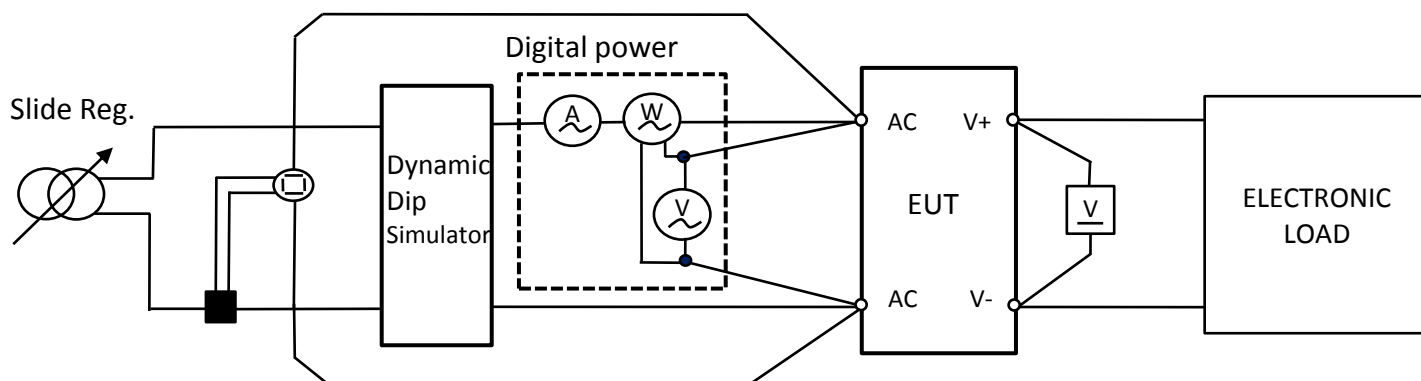 Digital power
Slide Reg.
A
W
AC
V+
Dynamic
Dip
Simulator
V
EUT
V
ELECTRONIC
LOAD
AC
V-